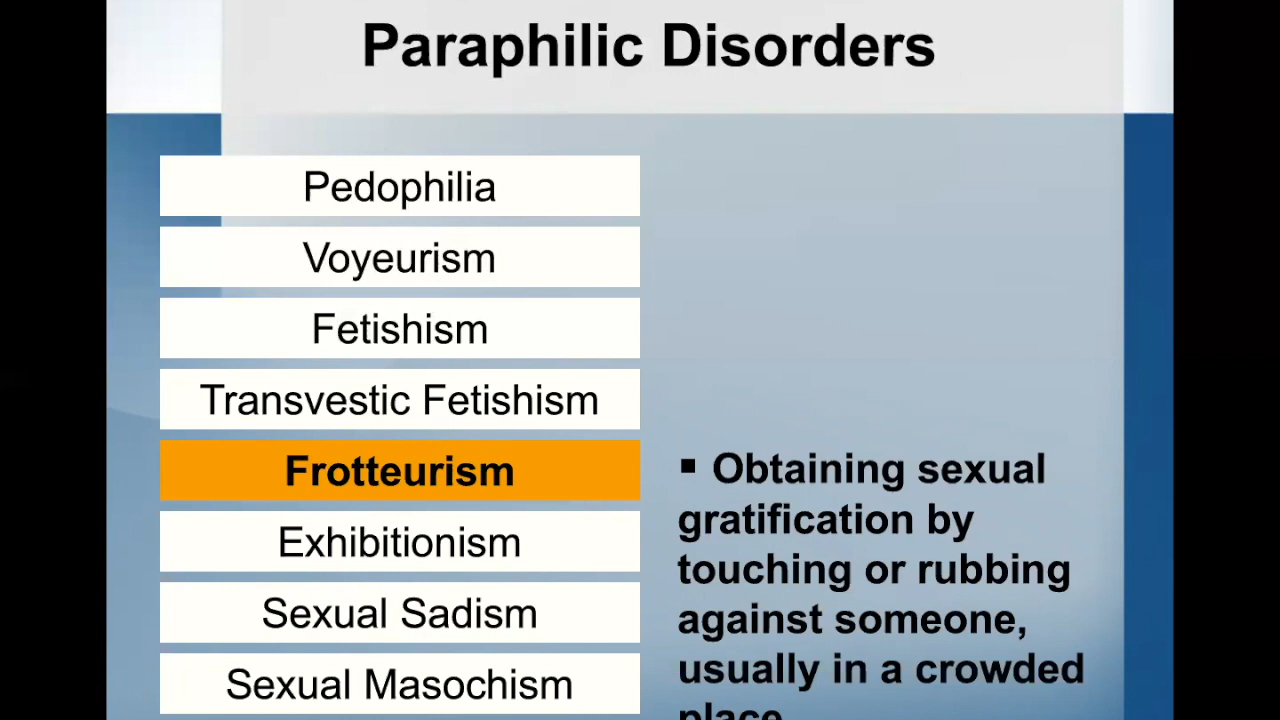 Paraphilic Disorders
Pedophilia
Voyeurism
Fetishism
Transvestic Fetishism
Frotteurism
Exhibitionism
Sexual Sadism
Sexual Masochism
▪ Obtaining sexual
gratification by
touching or rubbing
against someone,
usually in a crowded
place